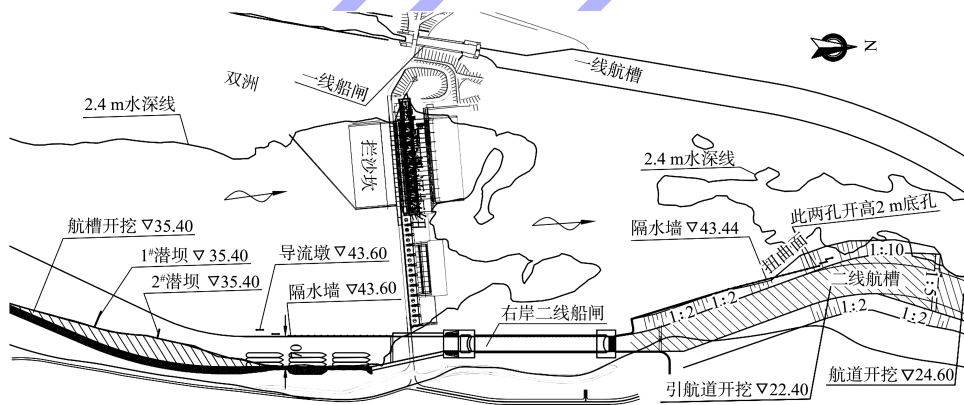 N
双洲
一线船闸
一线航槽
2.4 m水深线
拦沙坎
2.4 m水深线
此两孔开高2 m底孔
航槽开挖 ▽35.40
1#潜坝 ▽35.40
2#潜坝 ▽35.40
导流墩 ▽43.60
隔水墙 ▽43.60
隔水墙 ▽43.44
扭曲面
1:10
1:5
二线航槽
1:2
1:2
1:2
1:2
1:2
右岸二线船闸
70
引航道开挖 ▽22.40
航道开挖 ▽24.60